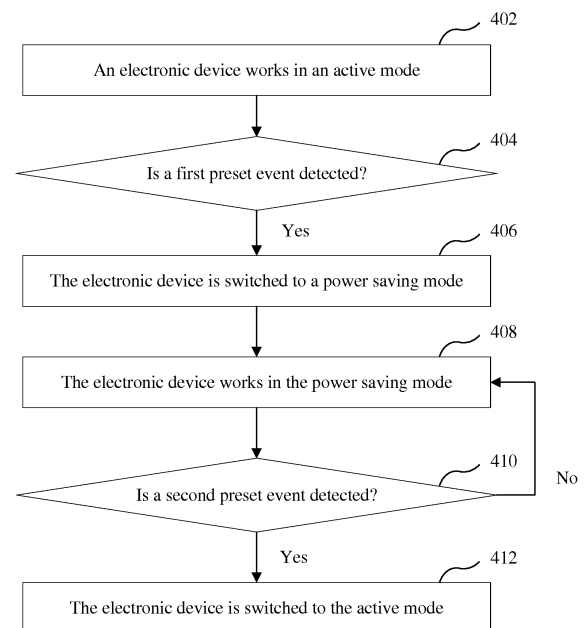 402
An electronic device works in an active mode
404
Is a first preset event detected?
Yes
406
The electronic device is switched to a power saving mode
408
The electronic device works in the power saving mode
410
Is a second preset event detected?
No
Yes
412
The electronic device is switched to the active mode